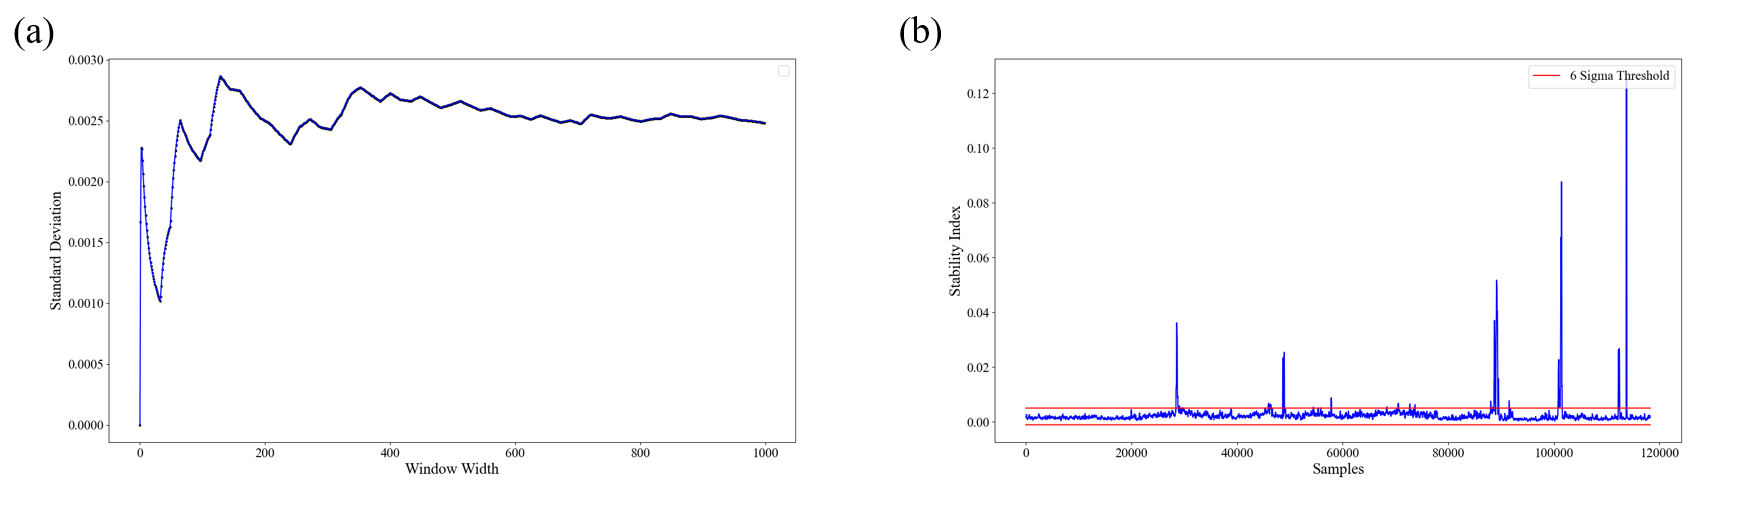 (a)
0.0030
0.0025
0.0020
0.0015
0.0010
0.0005
0.0000
Standard Deviation
0 200 400 600 800 1000
Window Width
(b)
6 Sigma Threshold
0.12
0.10
0.08
0.06
0.04
0.02
0.00
Stability Index
0 20000 40000 60000 80000 100000 120000
Samples